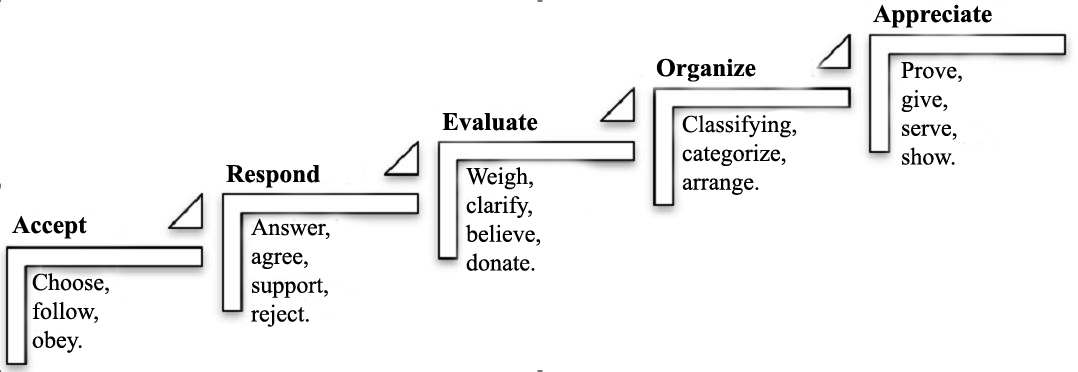 Accept
Choose,
follow,
obey.
Respond
Answer,
agree,
support,
reject.
Evaluate
Weigh,
clarify,
believe,
donate.
Organize
Classifying,
categorize,
arrange.
Appreciate
Prove,
give,
serve,
show.